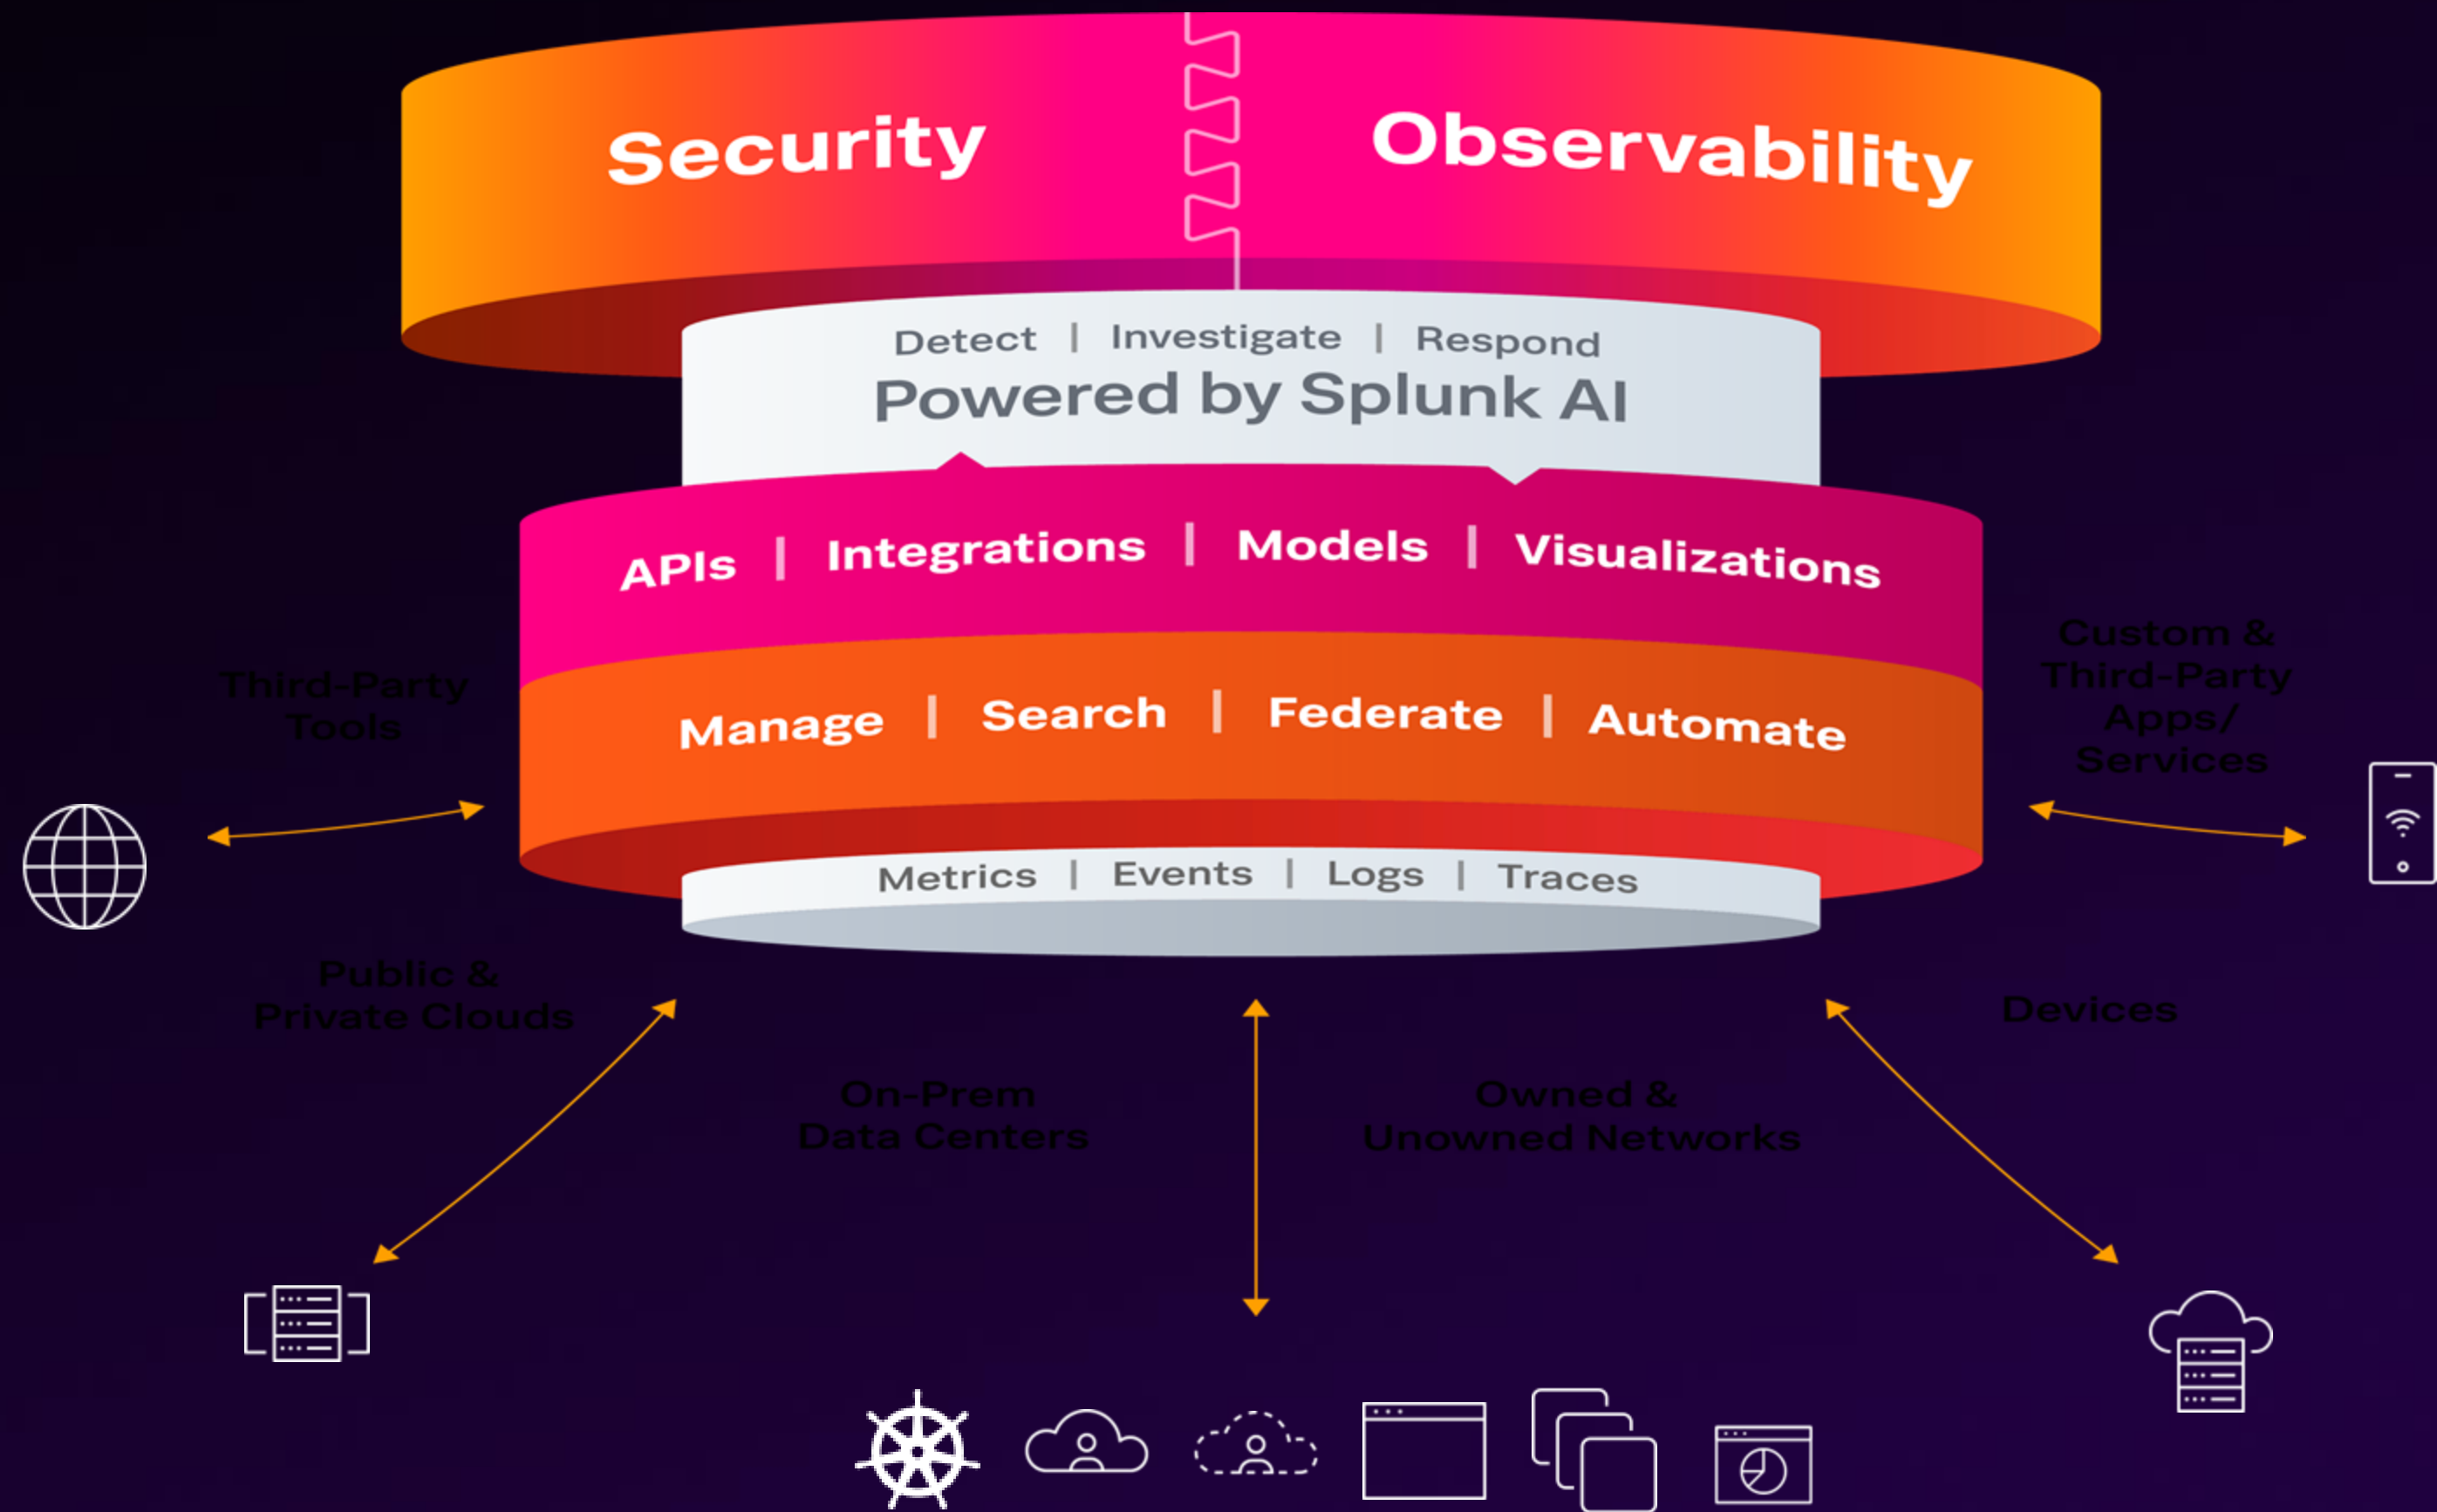 Security
Observability
Detect | Investigate | Respond
Powered by Splunk AI
APIs | Integrations | Models | Visualizations
Manage | Search | Federate | Automate
Metrics | Events | Logs | Traces
Third-Party
Tools
Custom &
Third-Party
Apps/
Services
Public &
Private Clouds
Devices
On-Prem
Data Centers
Owned &
Unowned Networks